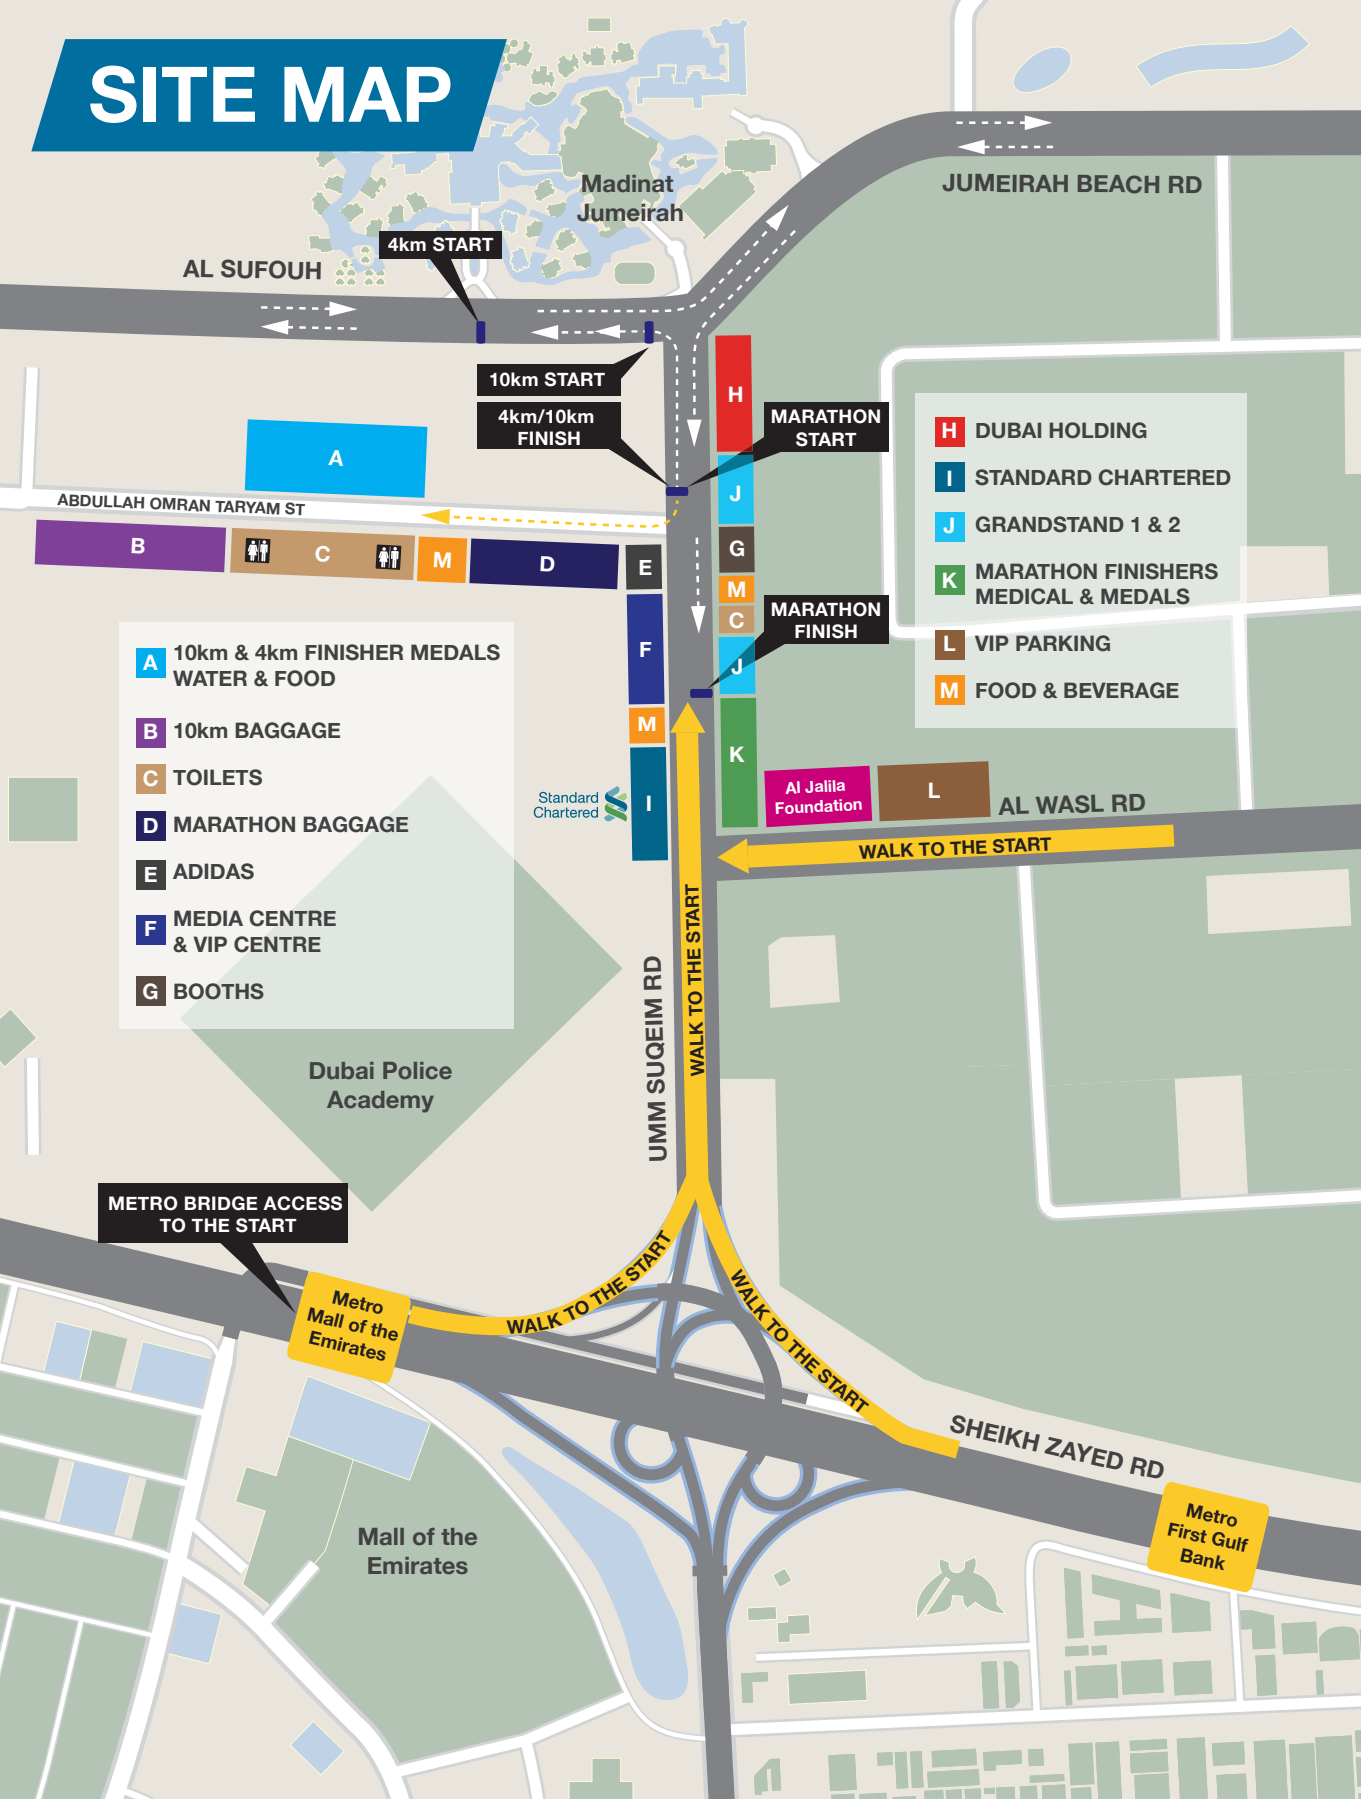 SITE MAP
Madinat
Jumeirah
JUMEIRAH BEACH RD
4km START
AL SUFOUH
10km START
4km/10km
FINISH
MARATHON
START
H
J
G
M
C
J
K
MARATHON
FINISH
H DUBAI HOLDING
I STANDARD CHARTERED
J GRANDSTAND 1 & 2
K MARATHON FINISHERS
MEDICAL & MEDALS
L VIP PARKING
M FOOD & BEVERAGE
A
ABDULLAH OMRAN TARYAM ST
B
C
M
D
E
F
M
I
Standard
Chartered
A 10km & 4km FINISHER MEDALS
WATER & FOOD
B 10km BAGGAGE
C TOILETS
D MARATHON BAGGAGE
E ADIDAS
F MEDIA CENTRE
& VIP CENTRE
G BOOTHS
Al Jalila
Foundation
L
AL WASL RD
WALK TO THE START
WALK TO THE START
UMM SUQEIM RD
Dubai Police
Academy
METRO BRIDGE ACCESS
TO THE START
Metro
Mall of the
Emirates
WALK TO THE START
WALK TO THE START
SHEIKH ZAYED RD
Metro
First Gulf
Bank
Mall of the
Emirates